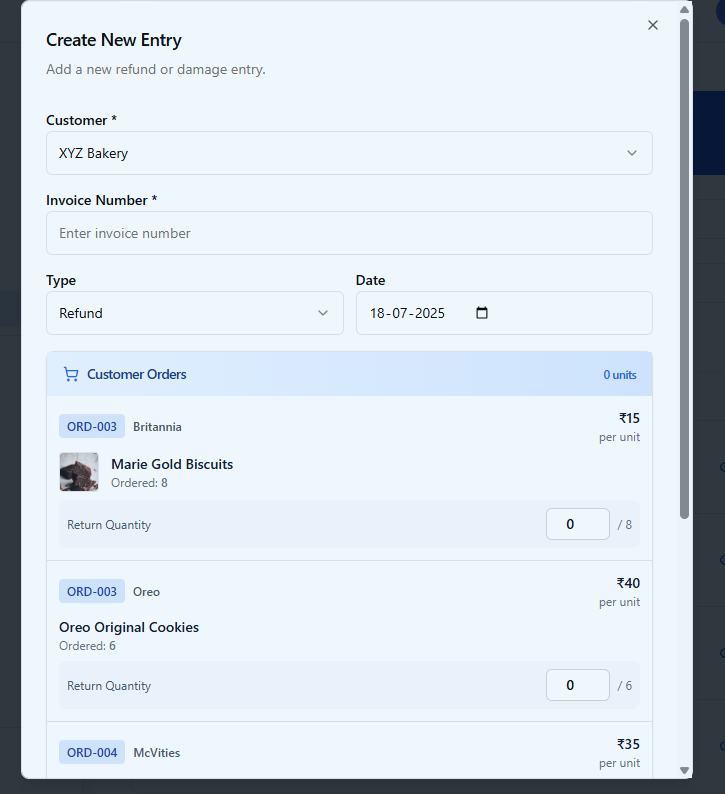 Create New Entry
Add a new refund or damage entry.
Customer *
XYZ Bakery
Invoice Number *
Enter invoice number
Type
Date
Refund
18-07-2025
Customer Orders
0 units
ORD-003 Britannia
₹15
per unit
Marie Gold Biscuits
Ordered: 8
Return Quantity
0 / 8
ORD-003 Oreo
₹40
per unit
Oreo Original Cookies
Ordered: 6
Return Quantity
0 / 6
ORD-004 McVities
₹35
per unit